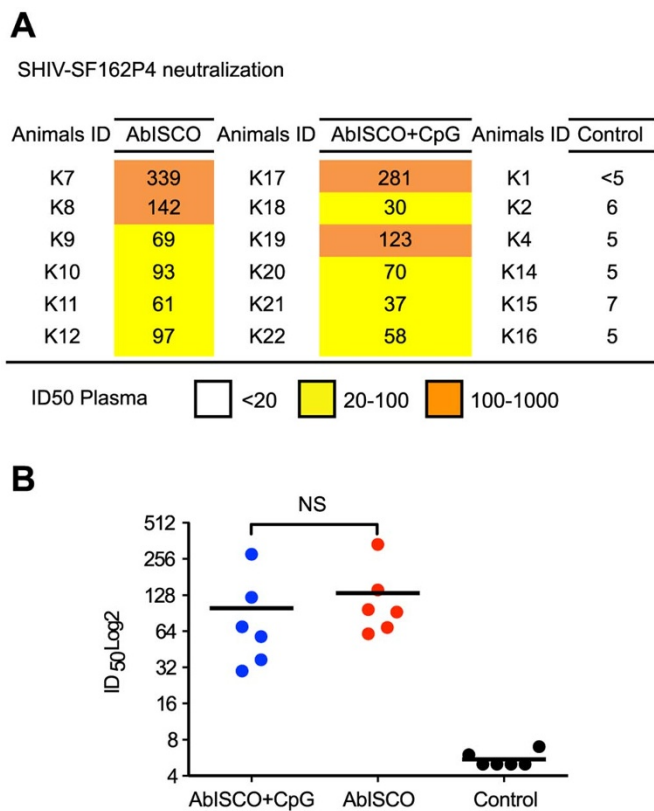 A
SHIV-SF162P4 neutralization
Animals ID AbISCO Animals ID AbISCO+CpG Animals ID Control
K7 339 K17 281 K1 <5
K8 142 K18 30 K2 6
K9 69 K19 123 K4 5
K10 93 K20 70 K14 5
K11 61 K21 37 K15 7
K12 97 K22 58 K16 5
ID50 Plasma <20 20-100 100-1000
B
NS
512
256
128
64
32
16
8
4
ID50Log2
AbISCO+CpG AbISCO Control